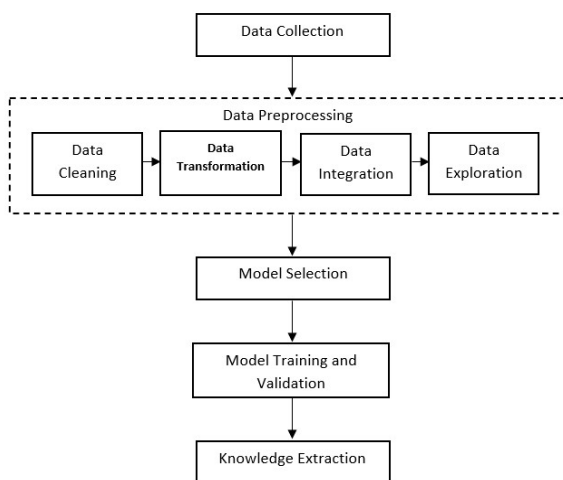 Data Collection
Data Preprocessing
Data
Cleaning
Data
Transformation
Data
Integration
Data
Exploration
Model Selection
Model Training and
Validation
Knowledge Extraction